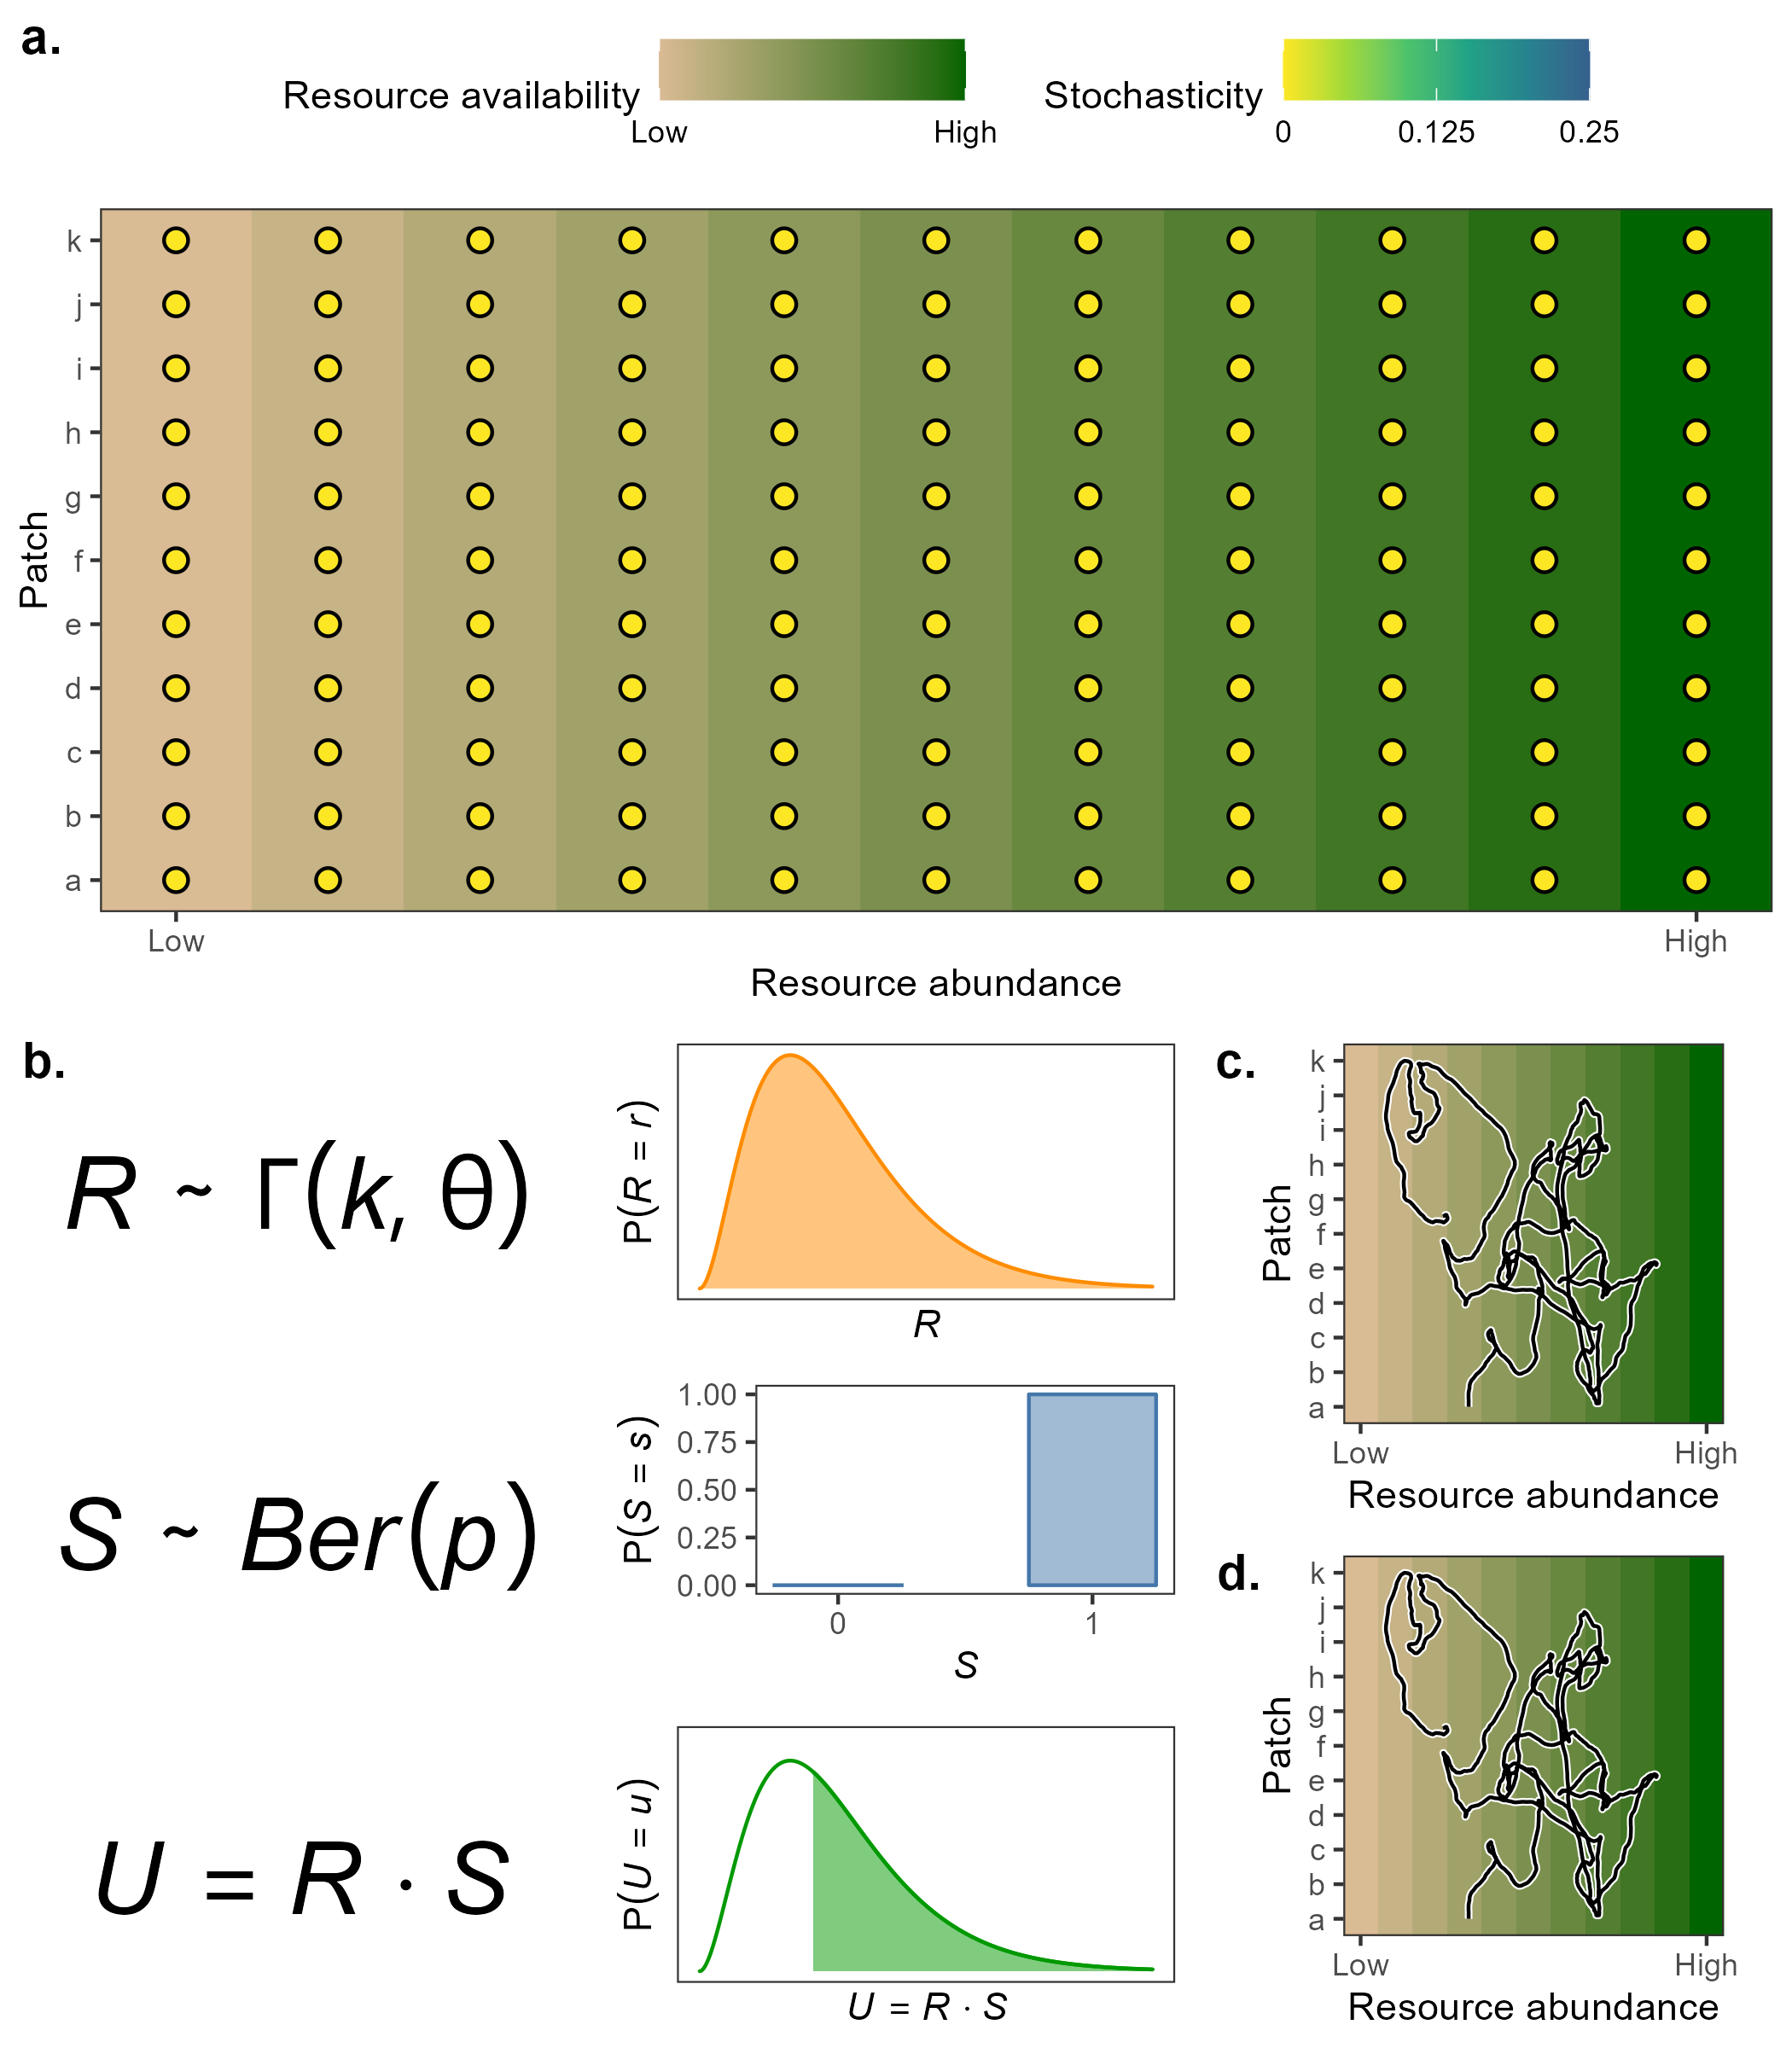 a.
Resource availability
Low High
Stochasticity
0 0.125 0.25
Patch
k
j
i
h
g
f
e
d
c
b
a
Low High
Resource abundance
b.
R ~ Γ(k, θ)
P(R = r)
R
S ~ Ber(p)
P(S = s)
1.00
0.75
0.50
0.25
0.00
0 1
S
U = R · S
P(U = u)
U = R · S
c.
Patch
k
j
i
h
g
f
e
d
c
b
a
Low High
Resource abundance
d.
Patch
k
j
i
h
g
f
e
d
c
b
a
Low High
Resource abundance